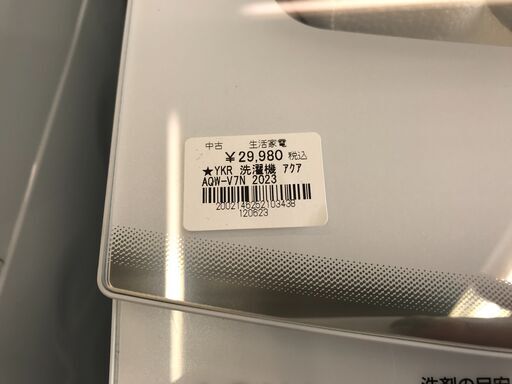 中古 生活家電
￥29,980 税込
★YKR 洗濯機 アクア
AQW-V7N 2023
2002146262103438
120623
洗剤の目安